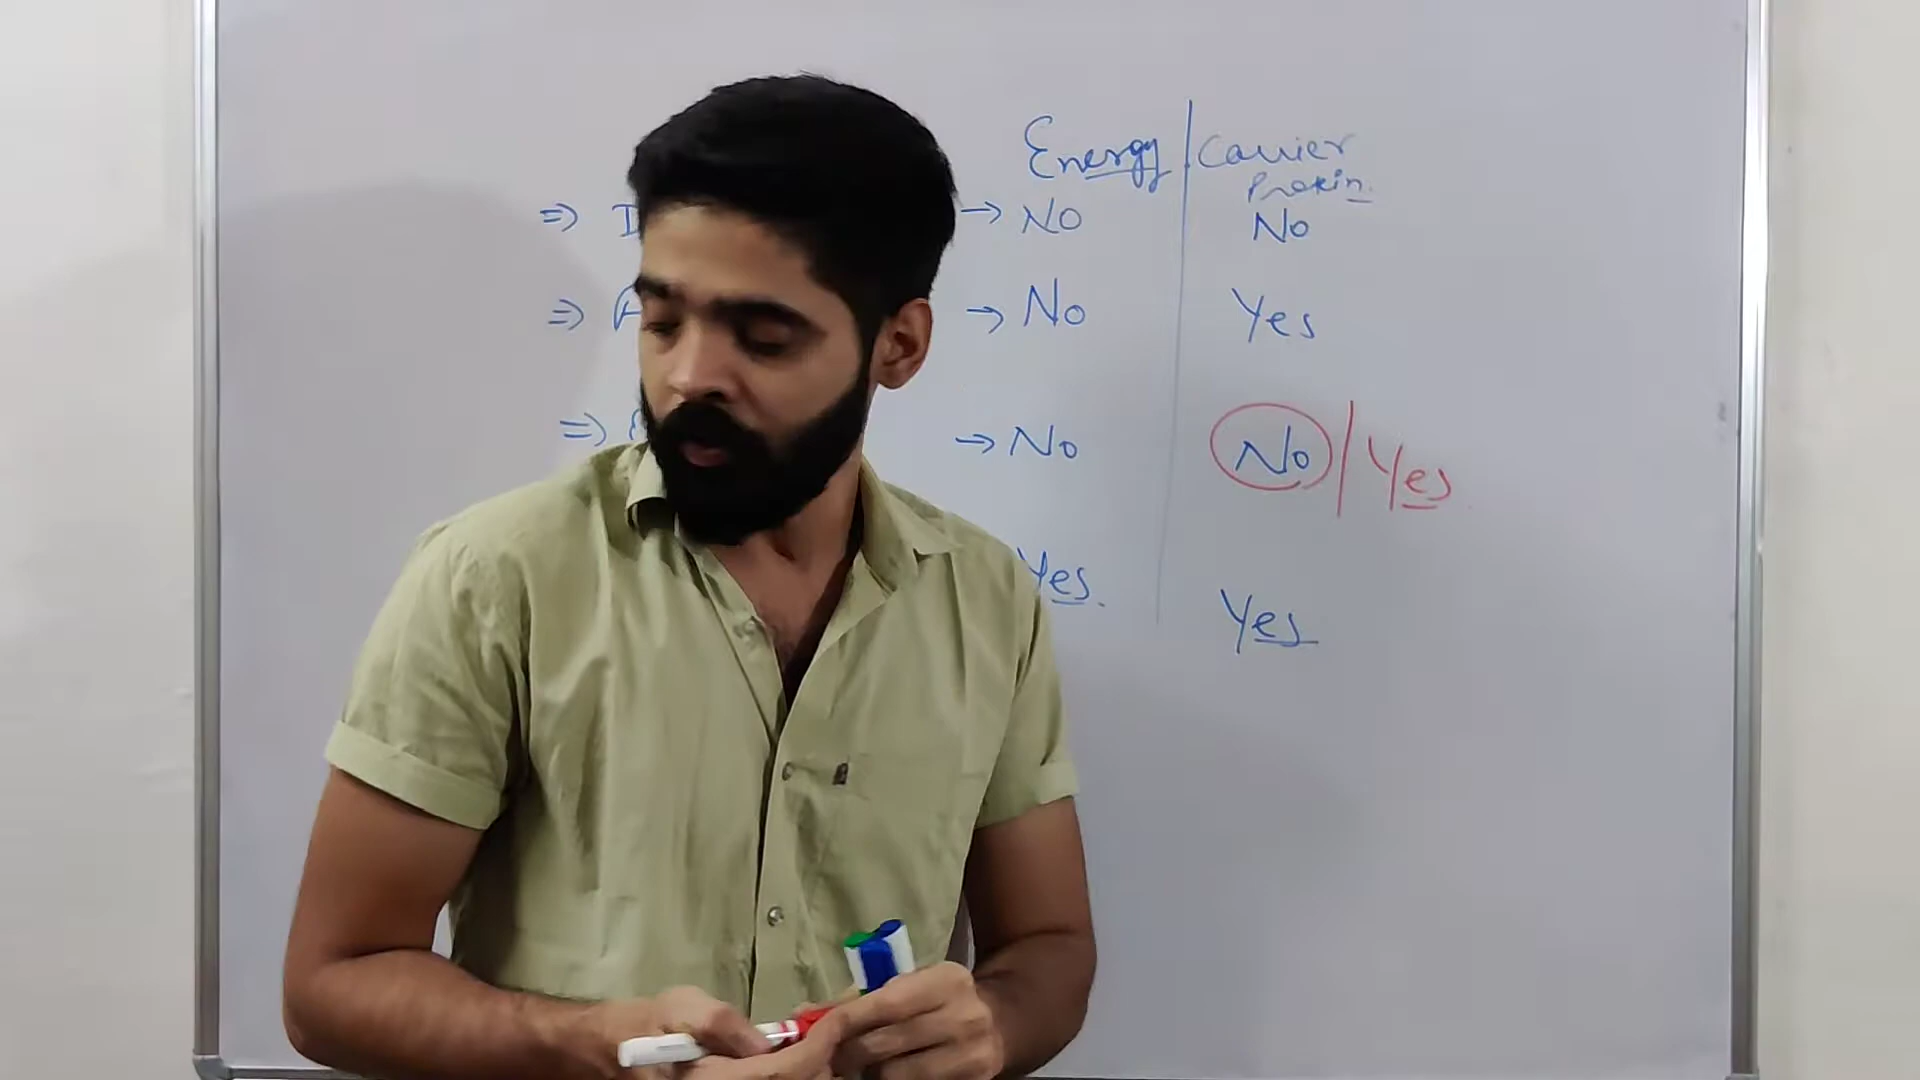 Energy | Carrier
Protein.
⇒ → No No
⇒ → No Yes
⇒ → No No / Yes
Yes. Yes